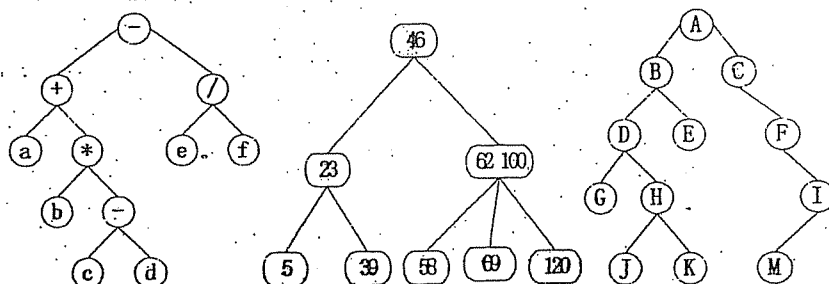 -
+ /
a * e f
b -
c d
46
23 62 100
5 39 58 69 120
A
B C
D E F
G H I
J K M